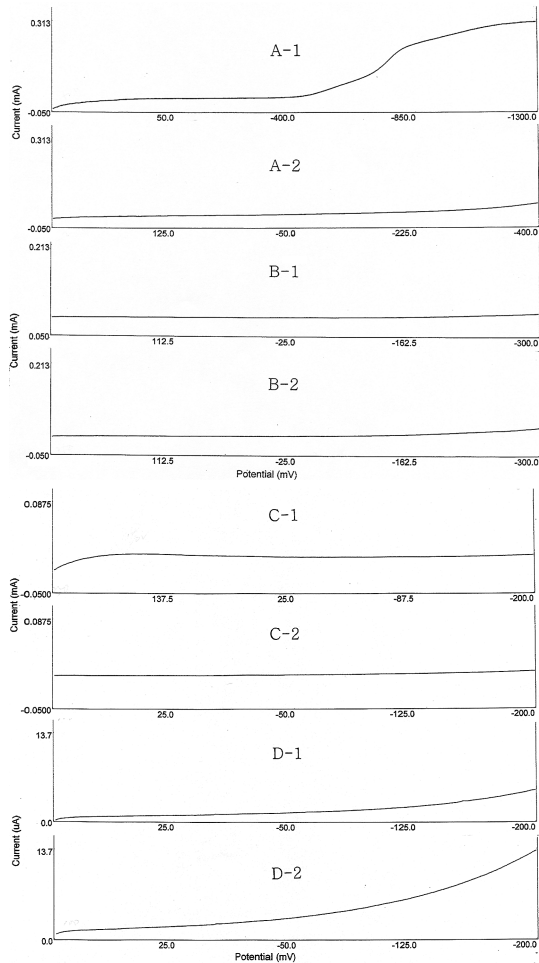 0.313
A-1
Current (mA)
-0.050
50.0 -400.0 -850.0 -1300.0
0.313
A-2
-0.050
125.0 -50.0 -225.0 -400.0
0.213
B-1
Current (mA)
0.050
112.5 -25.0 -162.5 -300.0
0.213
B-2
-0.050
112.5 -25.0 -162.5 -300.0
Potential (mV)
0.0875
C-1
Current (mA)
-0.0500
137.5 25.0 -87.5 -200.0
0.0875
C-2
-0.0500
25.0 -50.0 -125.0 -200.0
13.7
D-1
Current (uA)
0.0
25.0 -50.0 -125.0 -200.0
13.7
D-2
0.0
25.0 -50.0 -125.0 -200.0
Potential (mV)